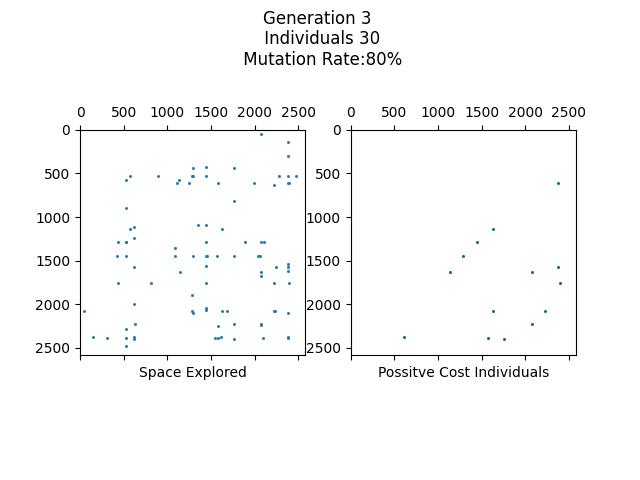 Generation 3
Individuals 30
Mutation Rate:80%
0 500 1000 1500 2000 2500
0 500 1000 1500 2000 2500
0
500
1000
1500
2000
2500
0
500
1000
1500
2000
2500
Space Explored
Possitve Cost Individuals